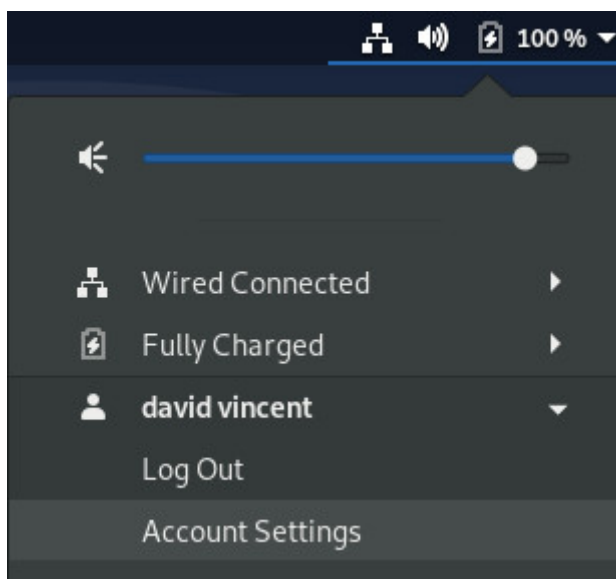 100 %
Wired Connected
Fully Charged
david vincent
Log Out
Account Settings